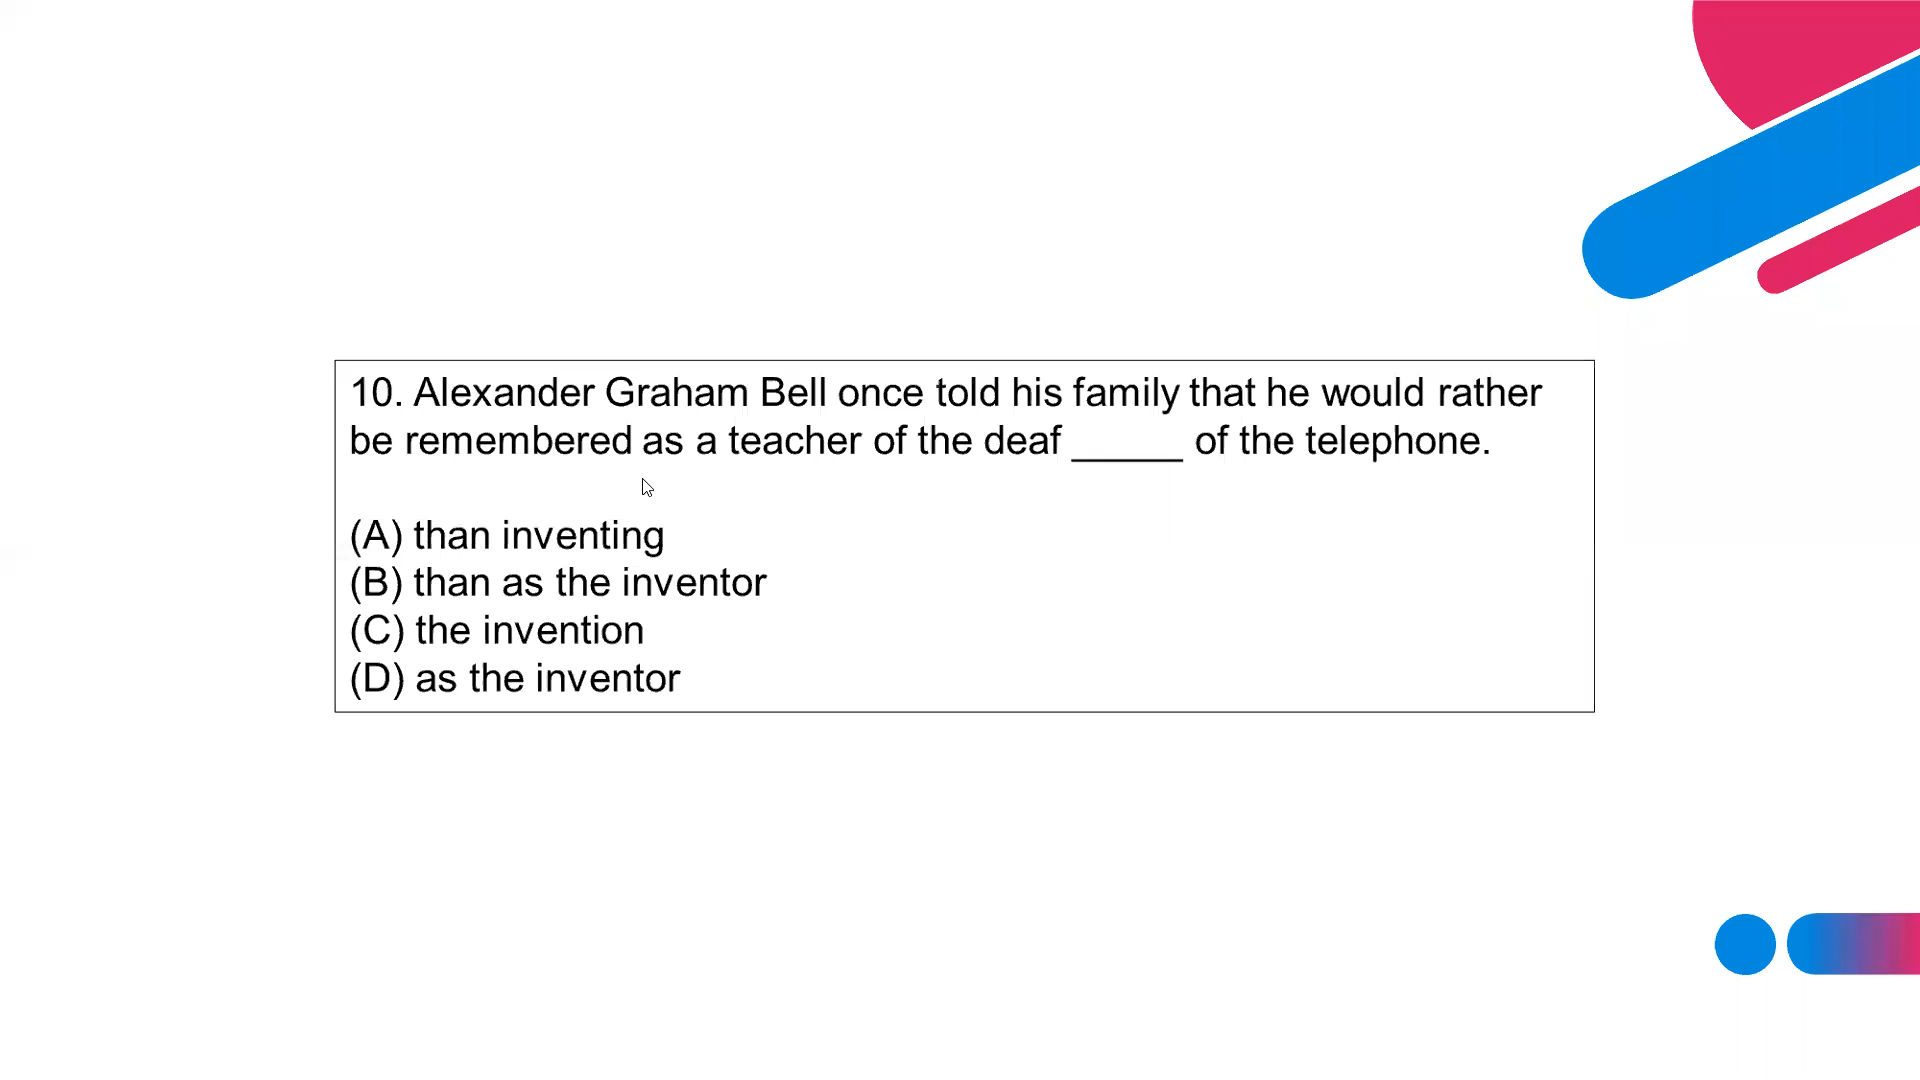 10. Alexander Graham Bell once told his family that he would rather
be remembered as a teacher of the deaf _____ of the telephone.
(A) than inventing
(B) than as the inventor
(C) the invention
(D) as the inventor